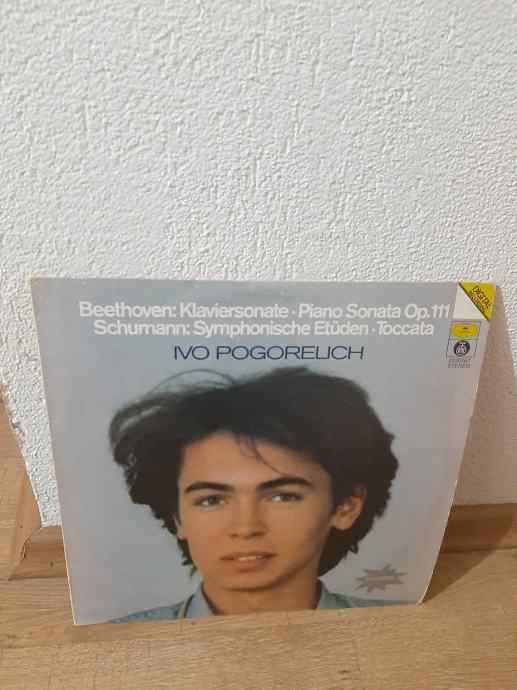 Beethoven: Klaviersonate · Piano Sonata Op.111
Schumann: Symphonische Etüden · Toccata
IVO POGORELICH
DIGITAL
STEREO